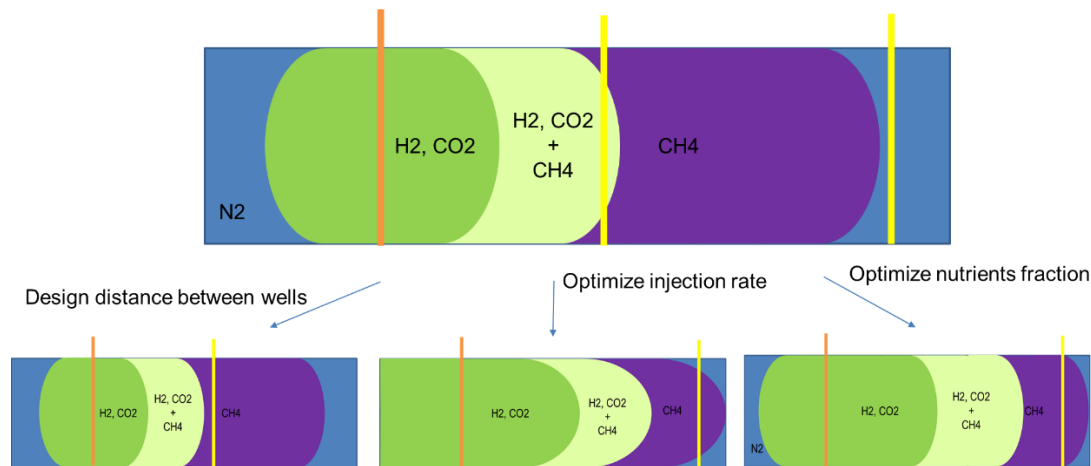 H2, CO2
H2, CO2
+
CH4
CH4
N2
Design distance between wells
Optimize injection rate
Optimize nutrients fraction
H2, CO2
H2, CO2
+
CH4
CH4
H2, CO2
H2, CO2
+
CH4
CH4
N2
H2, CO2
H2, CO2
+
CH4
CH4